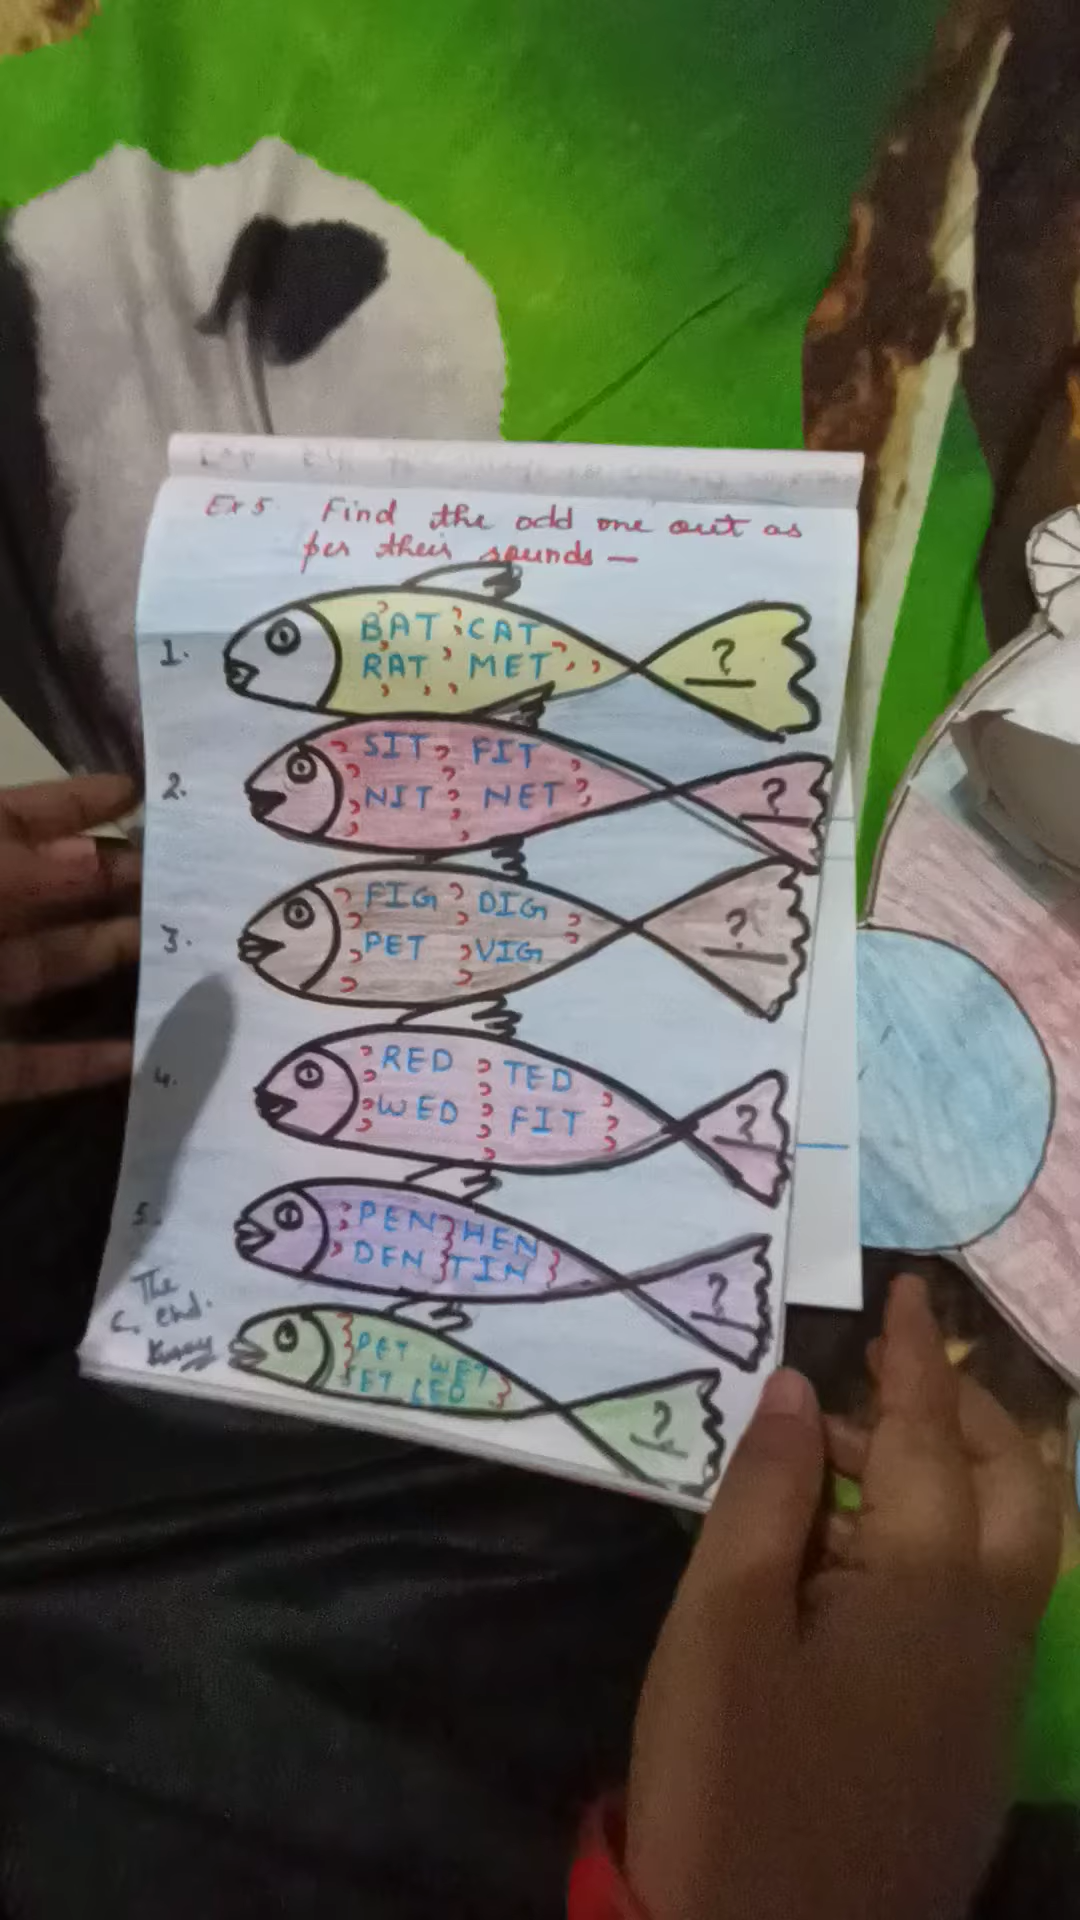 Ex 5. Find the odd one out as
per their sounds —
1. BAT CAT ?
RAT MET
2. SIT FIT ?
NIT NET
3. FIG DIG ?
PET VIG
4. RED TED ?
WED FIT
5. PEN HEN ?
DEN TIN
The
end.
PET WET ?
LED